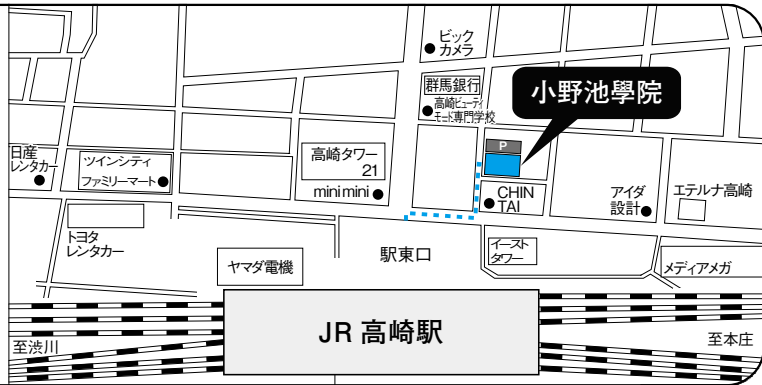 ビック
カメラ
群馬銀行
高崎ビューティ
モード専門学校
小野池學院
P
日産
レンタカー
ツインシティ
ファミリーマート
高崎タワー
21
minimini
CHIN
TAI
アイダ
設計
エテルナ高崎
トヨタ
レンタカー
ヤマダ電機
駅東口
イースト
タワー
メディアメガ
JR 高崎駅
至渋川
至本庄